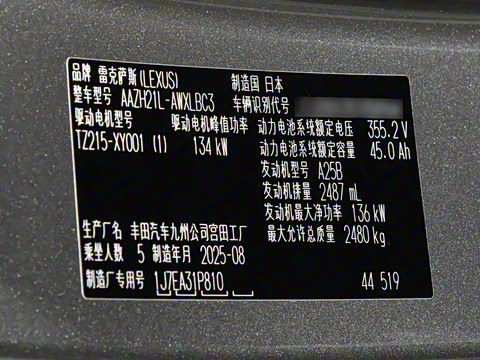 品牌 雷克萨斯(LEXUS) 制造国 日本
整车型号 AAZH21L-AWXLBC3 车辆识别代号
驱动电机型号 驱动电机峰值功率 动力电池系统额定电压 355.2 V
TZ215-XY001 (1) 134 kW 动力电池系统额定容量 45.0 Ah
发动机型号 A25B
发动机排量 2487 mL
发动机最大净功率 136 kW
生产厂名 丰田汽车九州公司宫田工厂 最大允许总质量 2480 kg
乘坐人数 5 制造年月 2025-08
制造厂专用号 1J7EA31P810 44 519